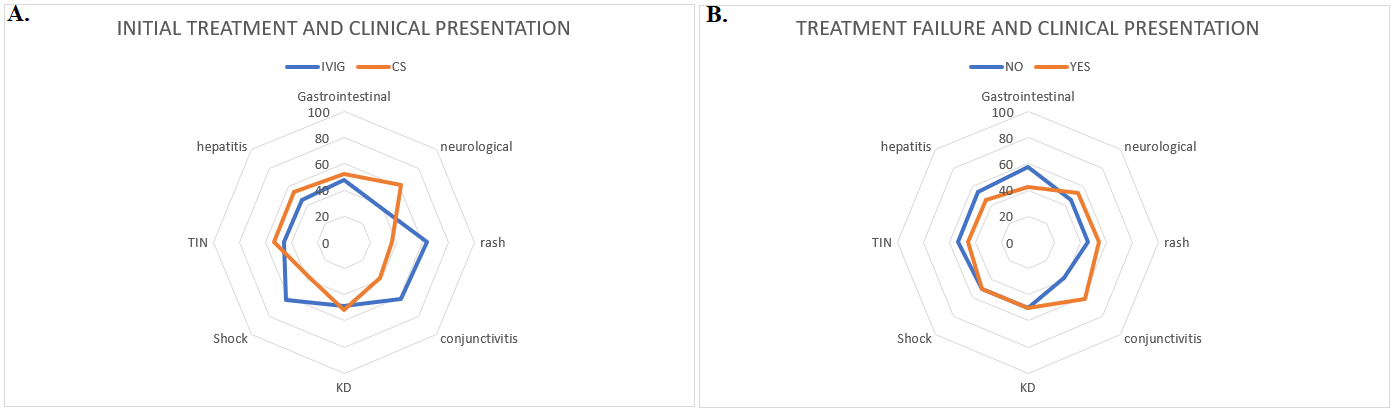 A.
INITIAL TREATMENT AND CLINICAL PRESENTATION
IVIG CS
Gastrointestinal
100
80
60
40
20
0
neurological
rash
conjunctivitis
KD
Shock
TIN
hepatitis
B.
TREATMENT FAILURE AND CLINICAL PRESENTATION
NO YES
Gastrointestinal
100
80
60
40
20
0
neurological
rash
conjunctivitis
KD
Shock
TIN
hepatitis